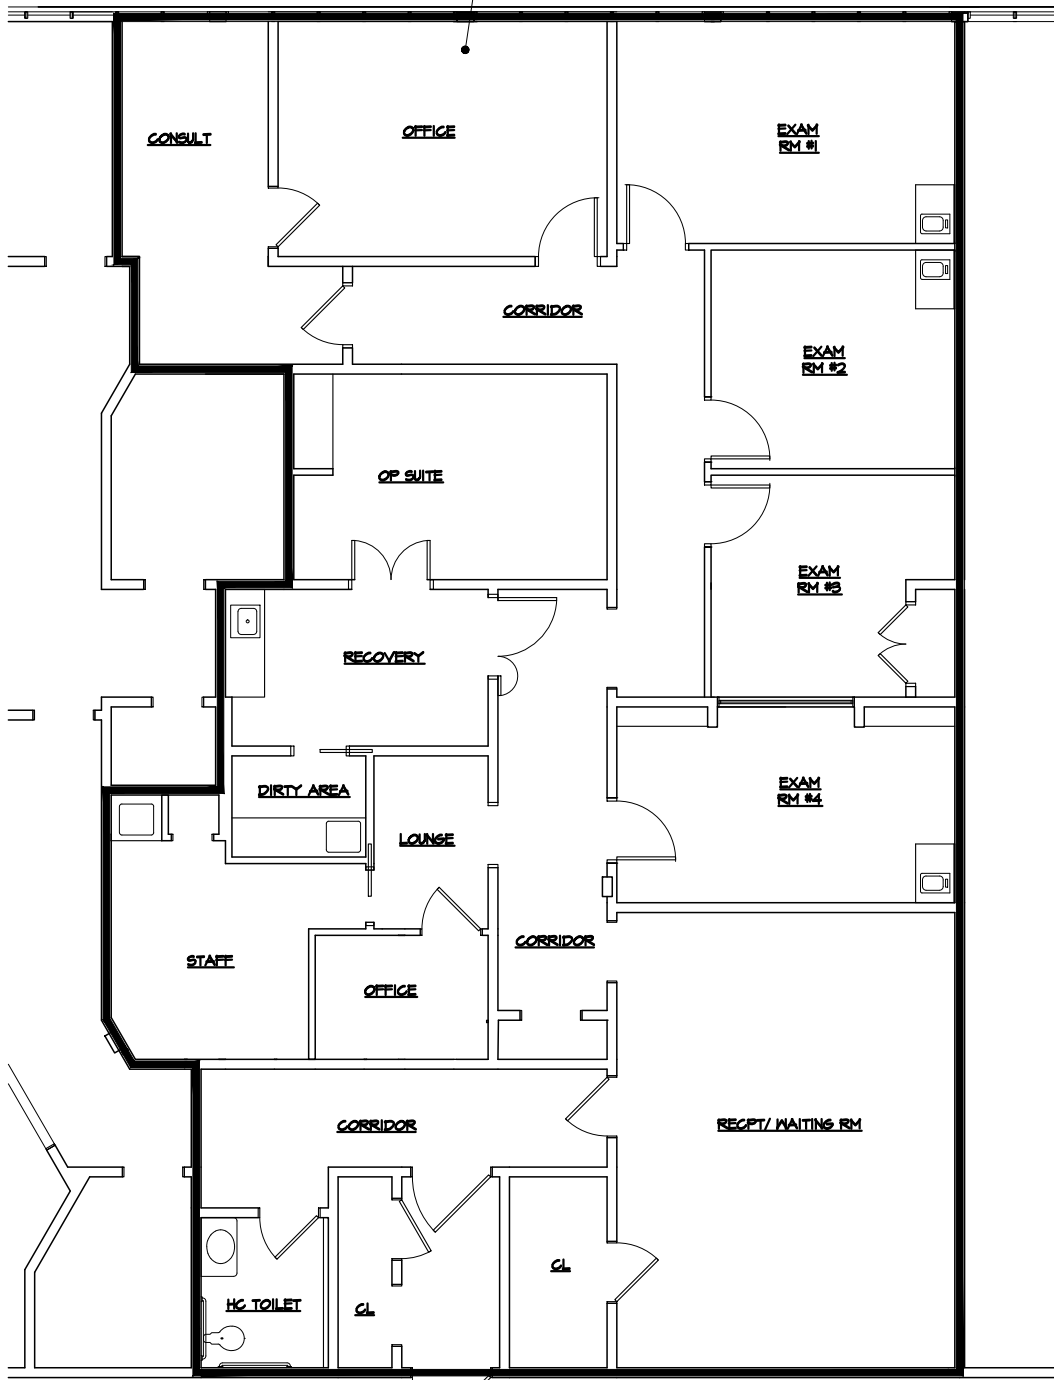 CONSULT
OFFICE
EXAM
RM #1
CORRIDOR
EXAM
RM #2
OP SUITE
EXAM
RM #3
RECOVERY
DIRTY AREA
EXAM
RM #4
LOUNGE
CORRIDOR
STAFF
OFFICE
CORRIDOR
RECPT/ WAITING RM
CL
HC TOILET
CL